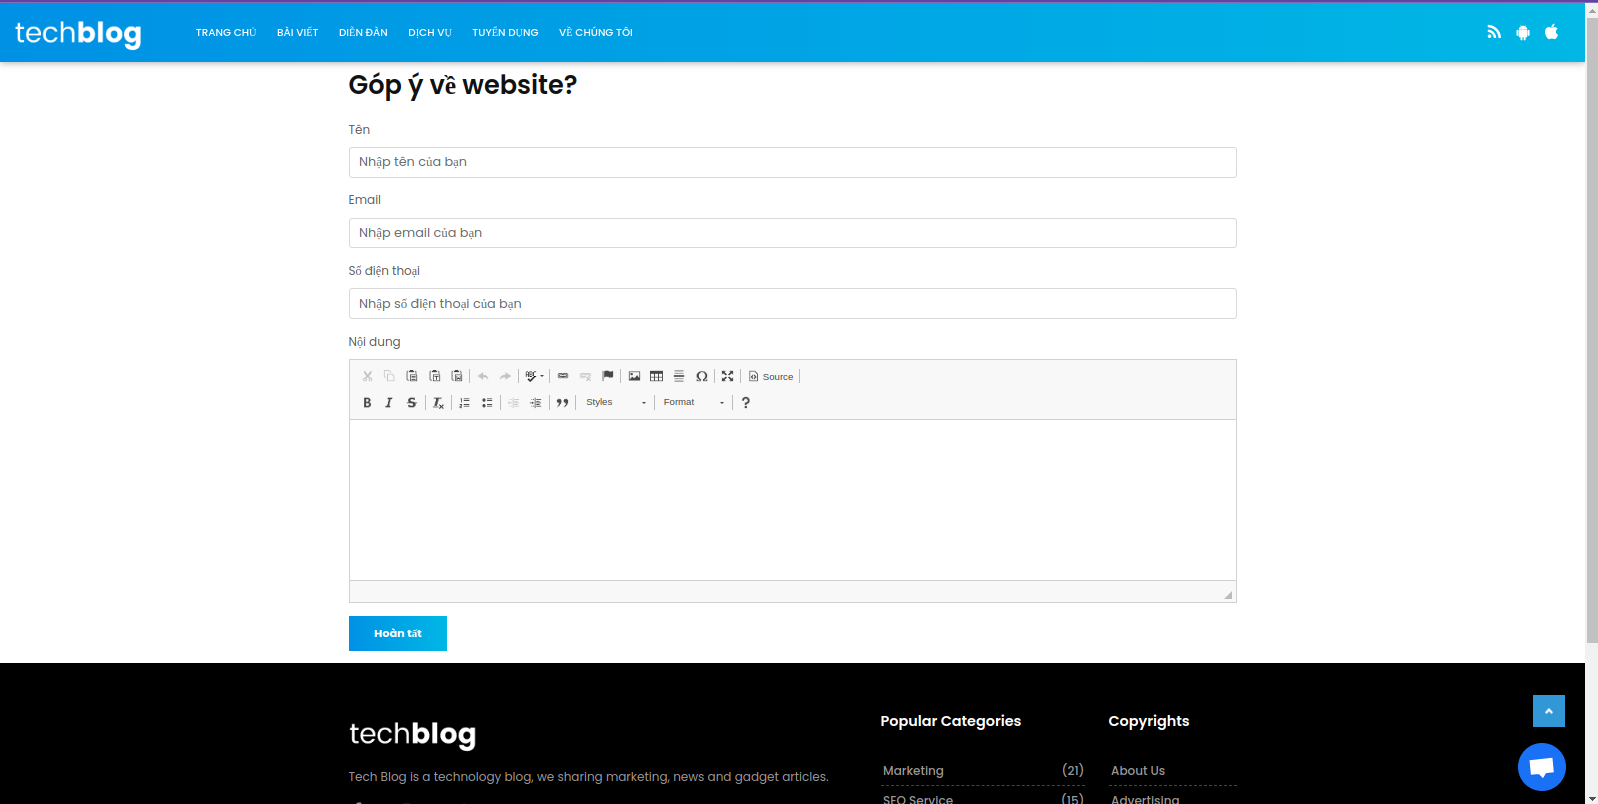 techblog TRANG CHỦ BÀI VIẾT DIỄN ĐÀN DỊCH VỤ TUYỂN DỤNG VỀ CHÚNG TÔI
Góp ý về website?
Tên
Nhập tên của bạn
Email
Nhập email của bạn
Số điện thoại
Nhập số điện thoại của bạn
Nội dung
Source
Styles Format
Hoàn tất
techblog
Tech Blog is a technology blog, we sharing marketing, news and gadget articles.
Popular Categories
Marketing (21)
SEO Service (15)
Copyrights
About Us
Advertising